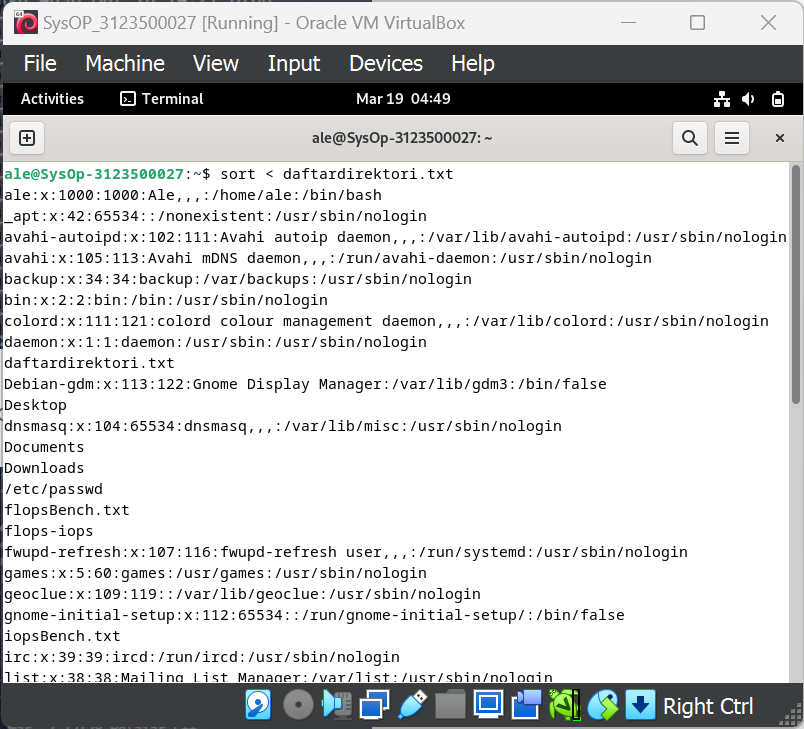 SysOP_3123500027 [Running] - Oracle VM VirtualBox
File Machine View Input Devices Help
Activities Terminal Mar 19 04:49
ale@SysOp-3123500027: ~
ale@SysOp-3123500027:~$ sort < daftardirektori.txt
ale:x:1000:1000:Ale,,,:/home/ale:/bin/bash
_apt:x:42:65534::/nonexistent:/usr/sbin/nologin
avahi-autoipd:x:102:111:Avahi autoip daemon,,,:/var/lib/avahi-autoipd:/usr/sbin/nologin
avahi:x:105:113:Avahi mDNS daemon,,,:/run/avahi-daemon:/usr/sbin/nologin
backup:x:34:34:backup:/var/backups:/usr/sbin/nologin
bin:x:2:2:bin:/bin:/usr/sbin/nologin
colord:x:111:121:colord colour management daemon,,,:/var/lib/colord:/usr/sbin/nologin
daemon:x:1:1:daemon:/usr/sbin:/usr/sbin/nologin
daftardirektori.txt
Debian-gdm:x:113:122:Gnome Display Manager:/var/lib/gdm3:/bin/false
Desktop
dnsmasq:x:104:65534:dnsmasq,,,:/var/lib/misc:/usr/sbin/nologin
Documents
Downloads
/etc/passwd
flopsBench.txt
flops-iops
fwupd-refresh:x:107:116:fwupd-refresh user,,,:/run/systemd:/usr/sbin/nologin
games:x:5:60:games:/usr/games:/usr/sbin/nologin
geoclue:x:109:119::/var/lib/geoclue:/usr/sbin/nologin
gnome-initial-setup:x:112:65534::/run/gnome-initial-setup/:/bin/false
iopsBench.txt
irc:x:39:39:ircd:/run/ircd:/usr/sbin/nologin
list:x:38:38:Mailing List Manager:/var/list:/usr/sbin/nologin
Right Ctrl